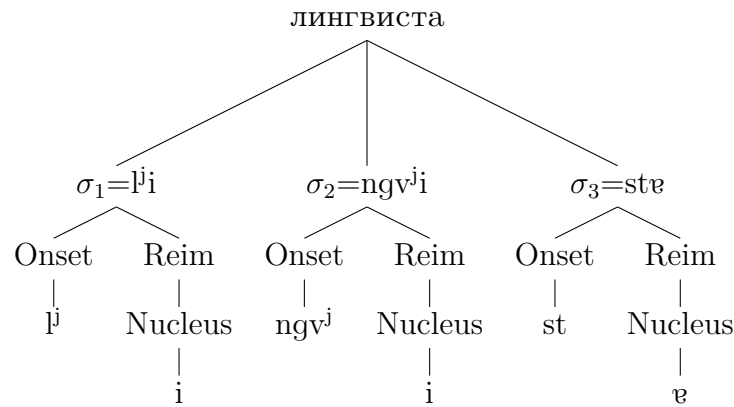 лингвиста
σ₁=lʲi σ₂=ngvʲi σ₃=stɐ
Onset Reim Onset Reim Onset Reim
lʲ Nucleus ngvʲ Nucleus st Nucleus
i i ɐ